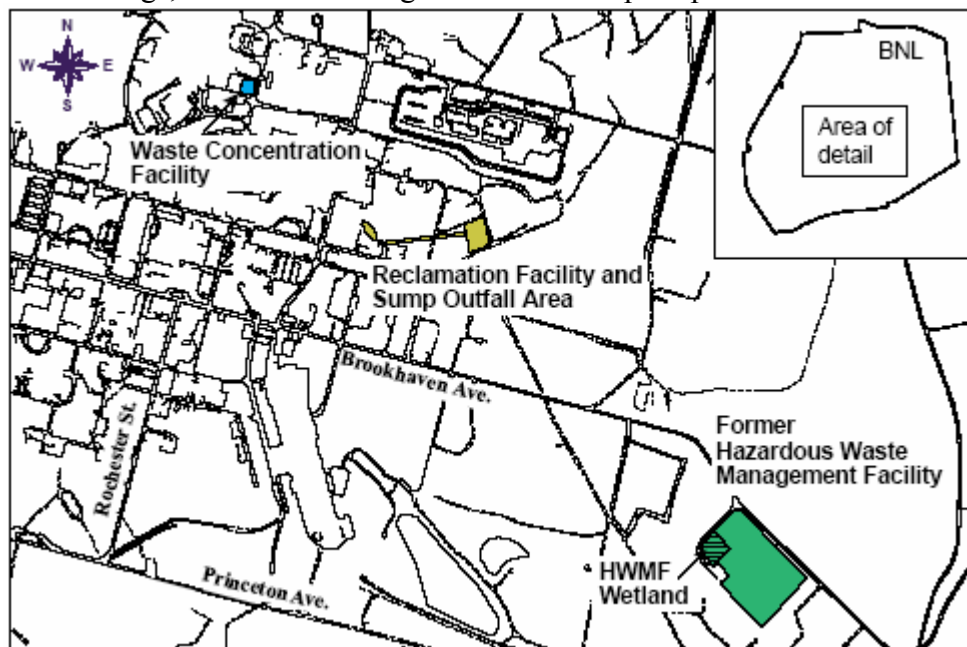 N
W E
S
BNL
Area of
detail
Waste Concentration
Facility
Reclamation Facility and
Sump Outfall Area
Brookhaven Ave.
Rochester St.
Former
Hazardous Waste
Management Facility
HWMF
Wetland
Princeton Ave.